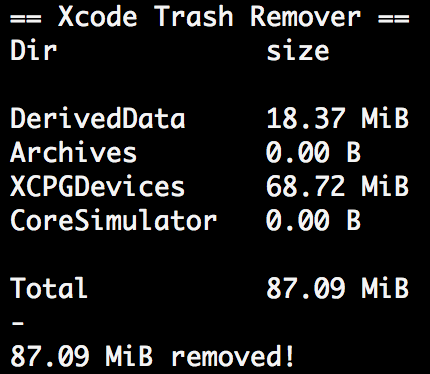 == Xcode Trash Remover ==
Dir size
DerivedData 18.37 MiB
Archives 0.00 B
XCPGDevices 68.72 MiB
CoreSimulator 0.00 B
Total 87.09 MiB
-
87.09 MiB removed!